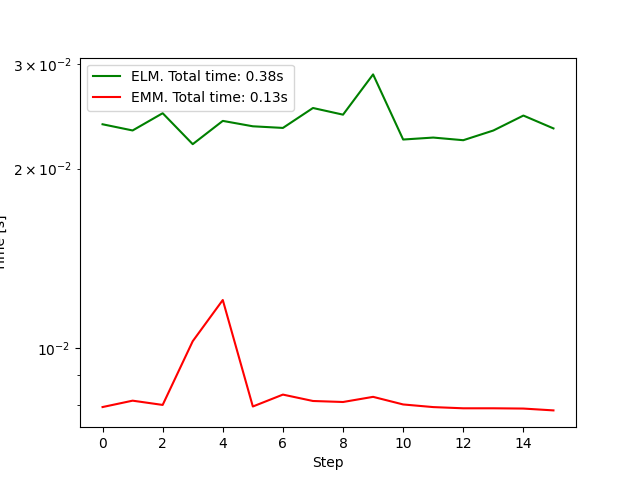 3 × 10⁻²
2 × 10⁻²
10⁻²
ELM. Total time: 0.38s
EMM. Total time: 0.13s
0 2 4 6 8 10 12 14
Step
Time [s]